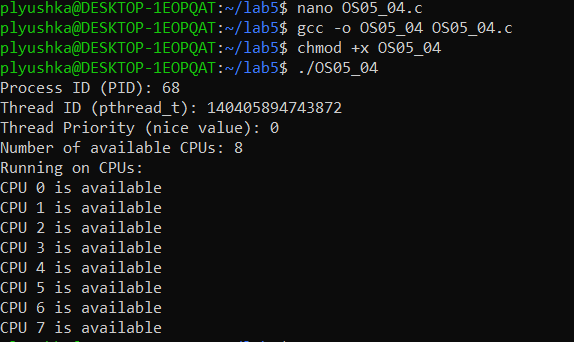 plyushka@DESKTOP-1EOPQAT:~/lab5$ nano OS05_04.c
plyushka@DESKTOP-1EOPQAT:~/lab5$ gcc -o OS05_04 OS05_04.c
plyushka@DESKTOP-1EOPQAT:~/lab5$ chmod +x OS05_04
plyushka@DESKTOP-1EOPQAT:~/lab5$ ./OS05_04
Process ID (PID): 68
Thread ID (pthread_t): 140405894743872
Thread Priority (nice value): 0
Number of available CPUs: 8
Running on CPUs:
CPU 0 is available
CPU 1 is available
CPU 2 is available
CPU 3 is available
CPU 4 is available
CPU 5 is available
CPU 6 is available
CPU 7 is available